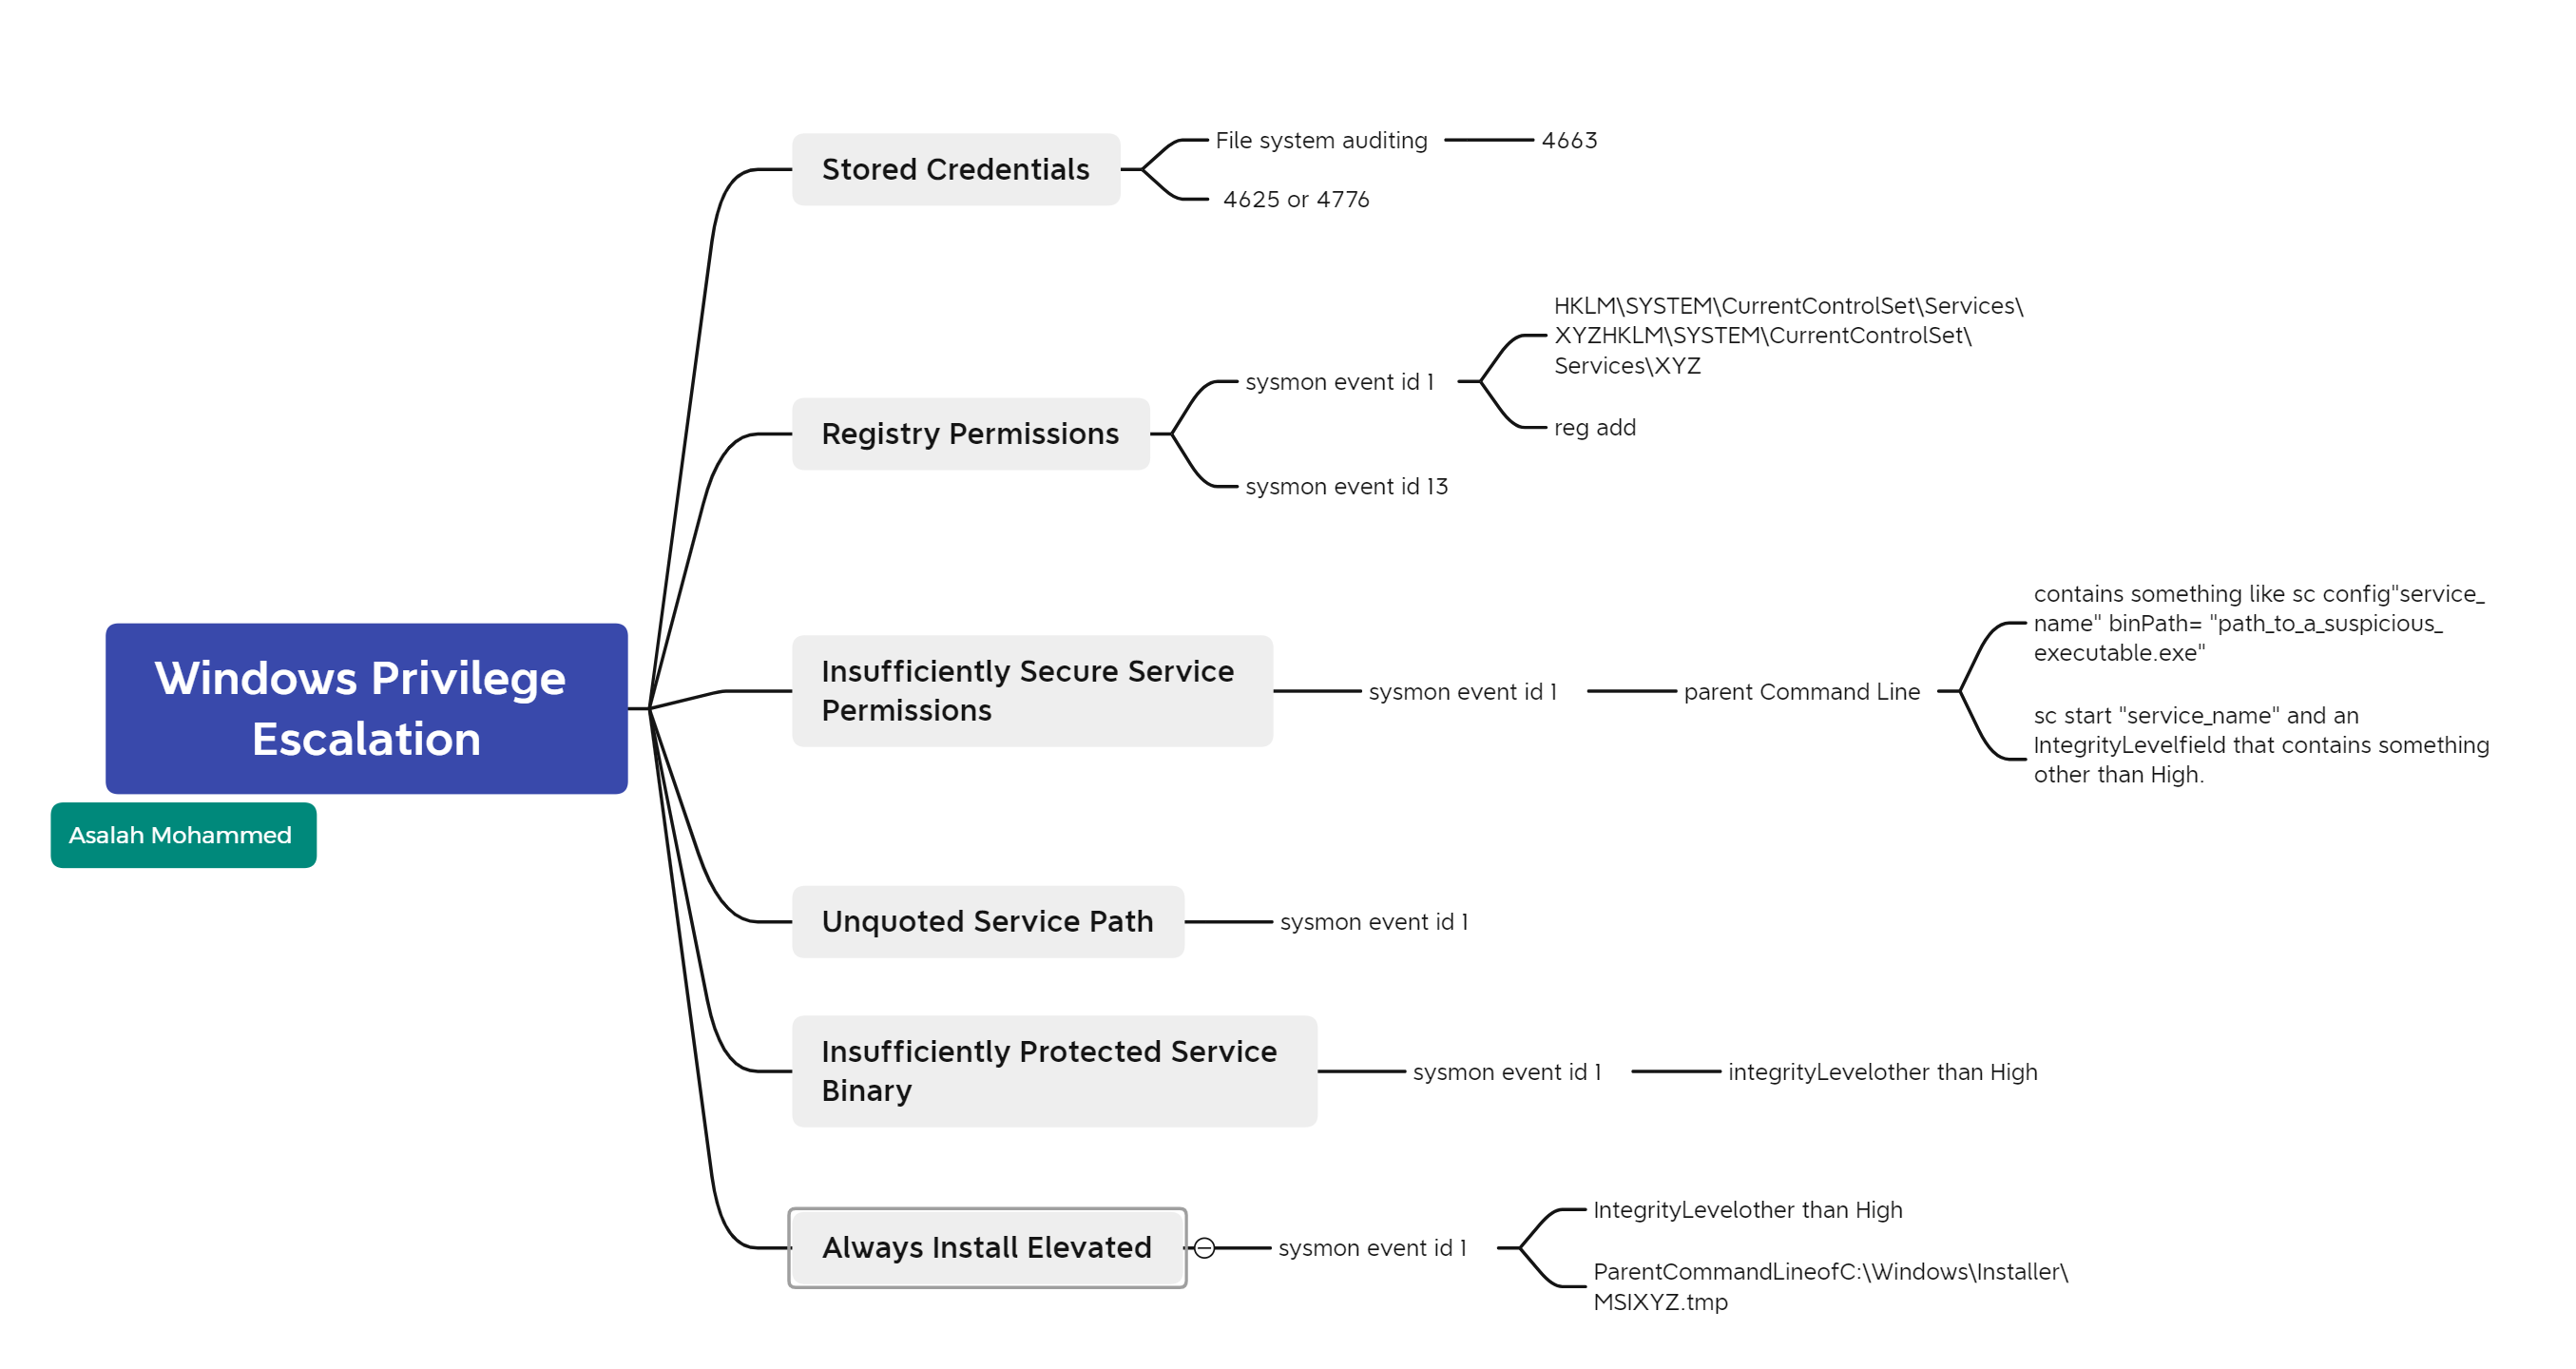 Windows Privilege
Escalation
Asalah Mohammed
Stored Credentials
File system auditing
4663
4625 or 4776
Registry Permissions
sysmon event id 1
HKLM\SYSTEM\CurrentControlSet\Services\
XYZHKLM\SYSTEM\CurrentControlSet\
Services\XYZ
reg add
sysmon event id 13
Insufficiently Secure Service
Permissions
sysmon event id 1
parent Command Line
contains something like sc config"service_
name" binPath= "path_to_a_suspicious_
executable.exe"
sc start "service_name" and an
IntegrityLevelfield that contains something
other than High.
Unquoted Service Path
sysmon event id 1
Insufficiently Protected Service
Binary
sysmon event id 1
integrityLevelother than High
Always Install Elevated
sysmon event id 1
IntegrityLevelother than High
ParentCommandLineofC:\Windows\Installer\
MSIXYZ.tmp